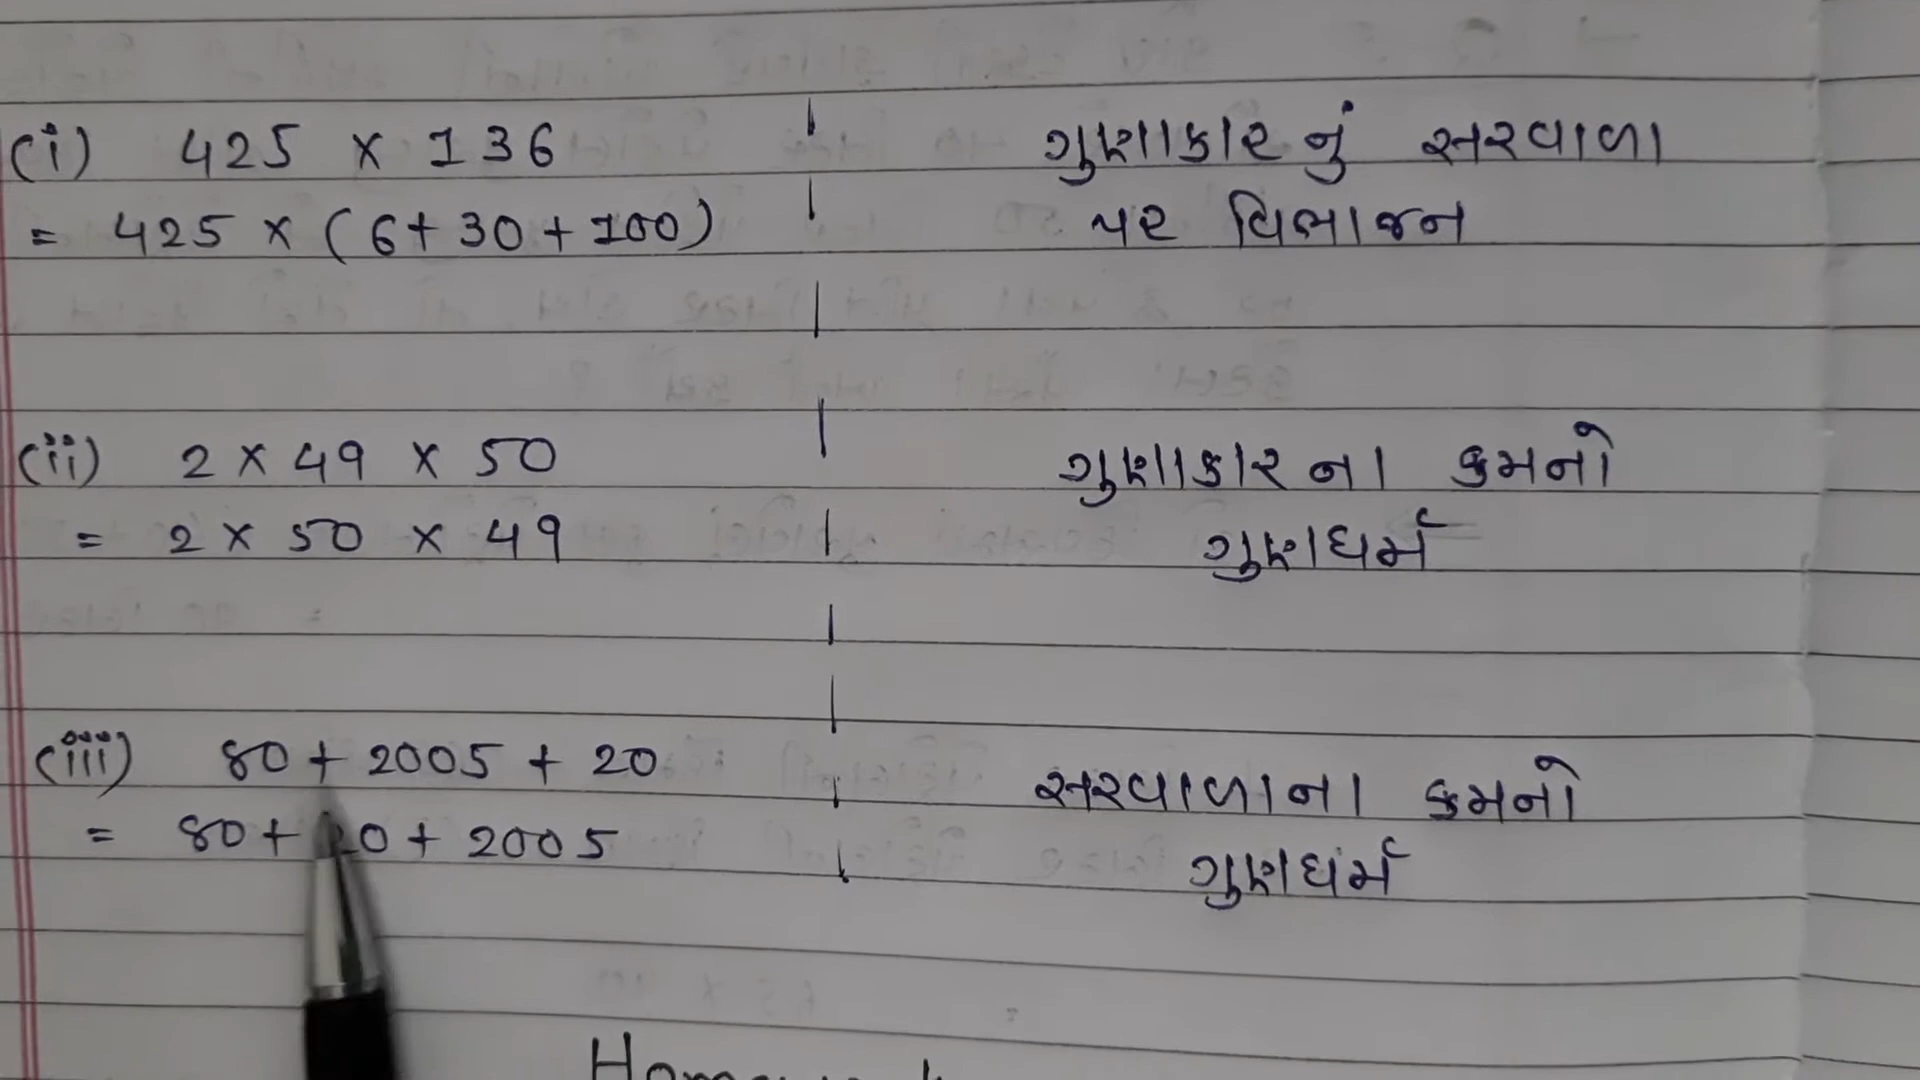 (i) 425 × 136 ગુણાકારનું સરવાળા
= 425 × (6+30+100) પર વિભાજન
(ii) 2 × 49 × 50 ગુણાકારના ક્રમનો
= 2 × 50 × 49 ગુણધર્મ
(iii) 80 + 2005 + 20 સરવાળાના ક્રમનો
= 80 + 20 + 2005 ગુણધર્મ